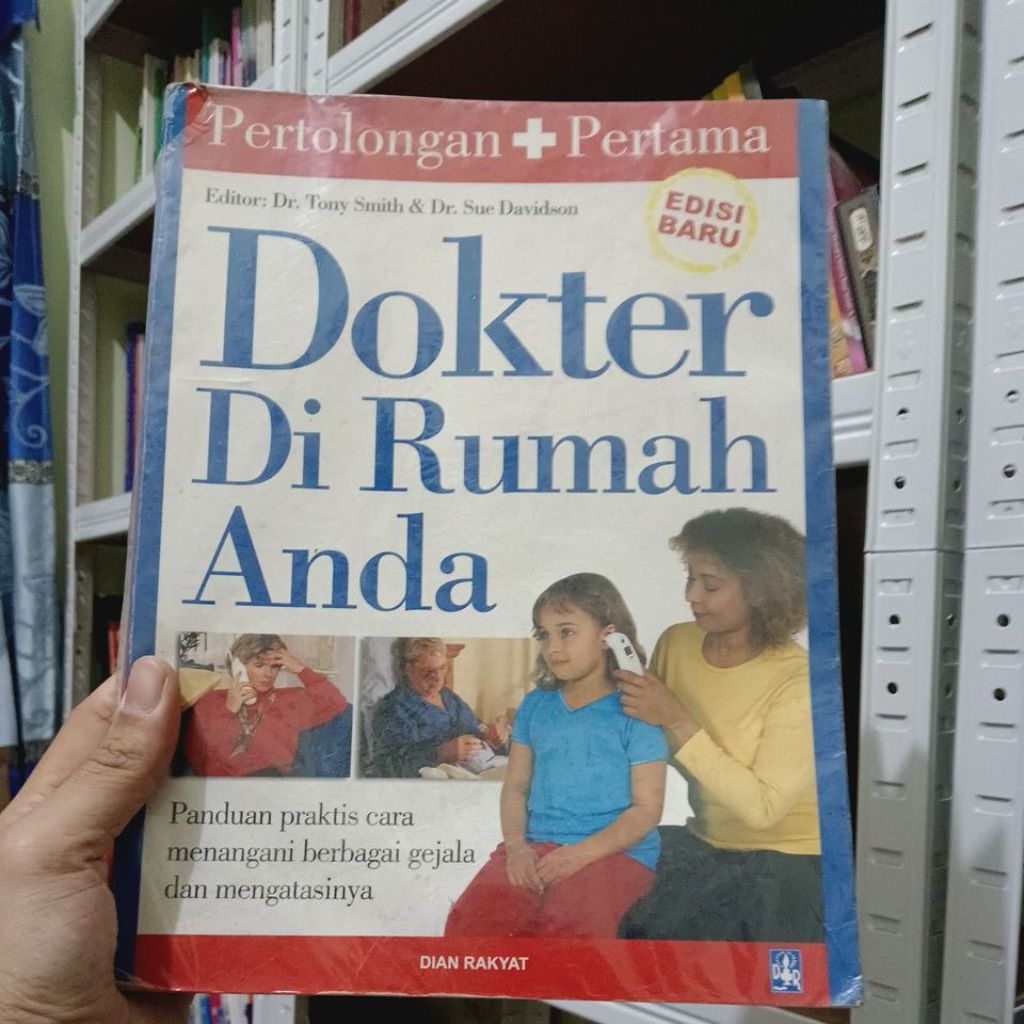 Pertolongan + Pertama
Editor: Dr. Tony Smith & Dr. Sue Davidson
EDISI
BARU
Dokter
Di Rumah
Anda
Panduan praktis cara
menangani berbagai gejala
dan mengatasinya
DIAN RAKYAT
DR